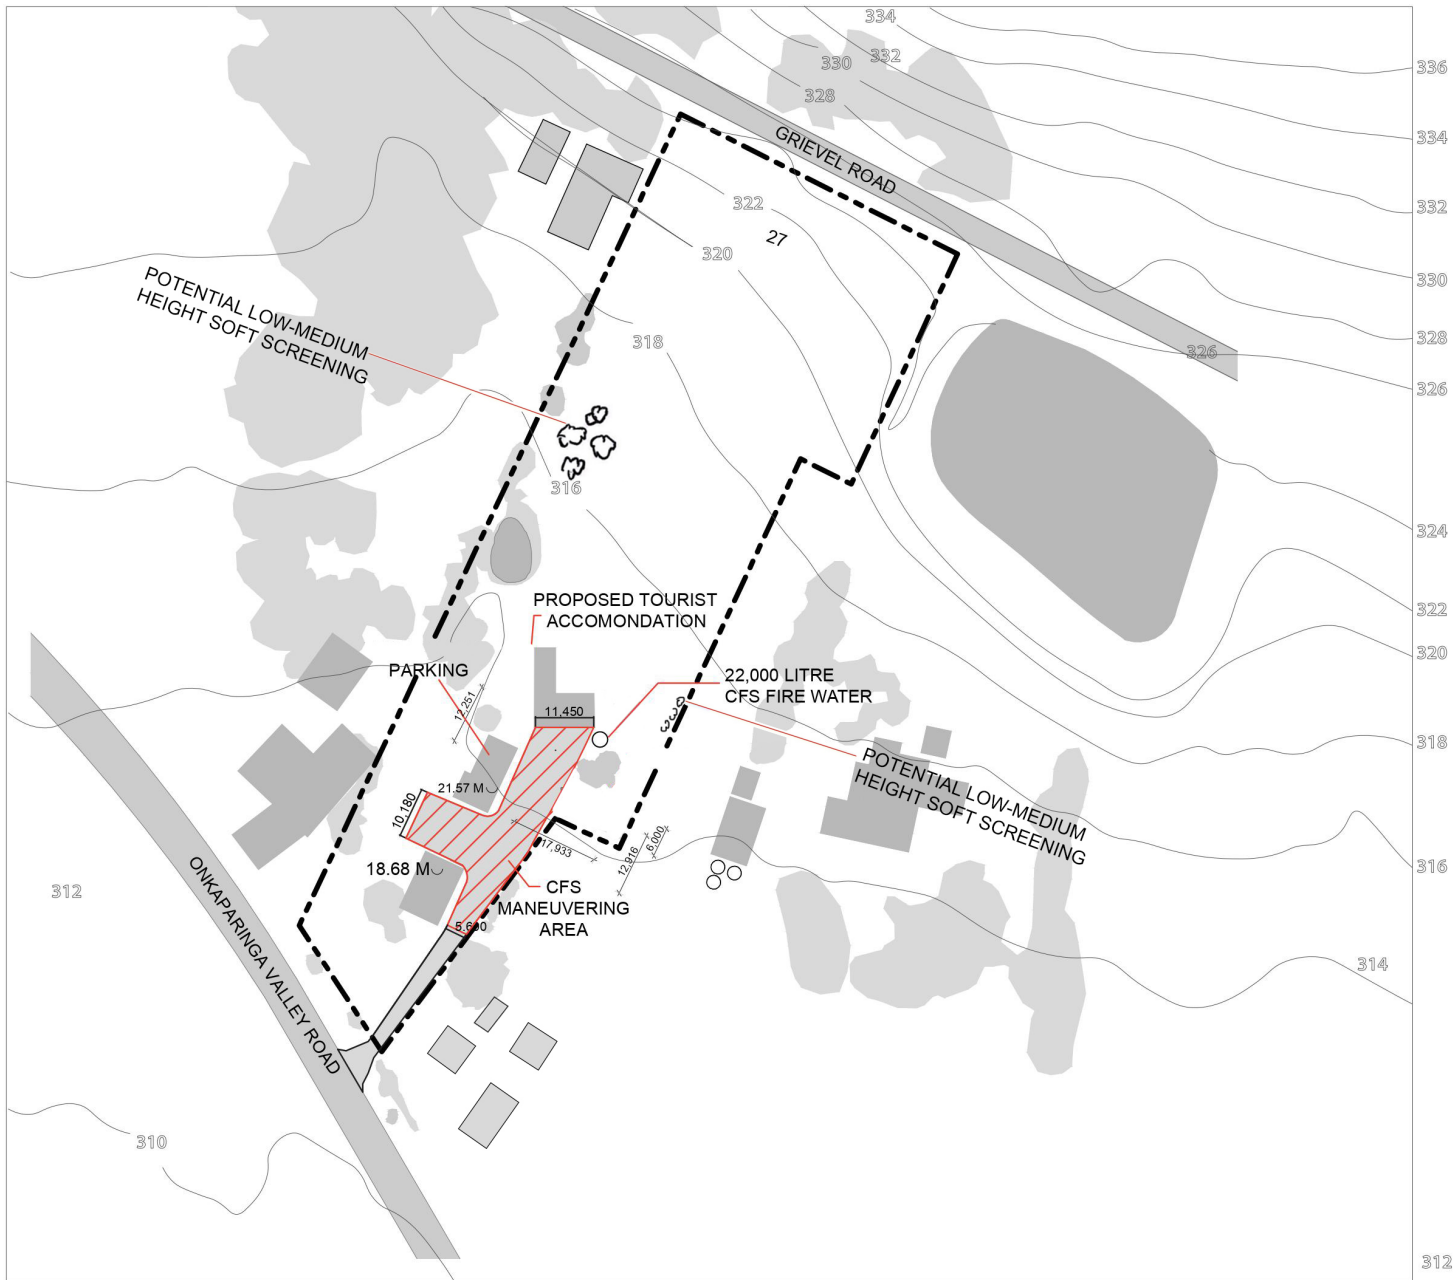 334
332
330
328
336
334
332
330
328
326
324
322
320
318
316
314
312
GRIEVEL ROAD
322
27
320
318
326
POTENTIAL LOW-MEDIUM
HEIGHT SOFT SCREENING
316
PROPOSED TOURIST
ACCOMONDATION
PARKING
22,000 LITRE
CFS FIRE WATER
12,251
11,450
21.57 M
10,180
POTENTIAL LOW-MEDIUM
HEIGHT SOFT SCREENING
17,933
12,916
6,000
18.68 M
CFS
MANEUVERING
AREA
5,600
312
ONKAPARINGA VALLEY ROAD
310